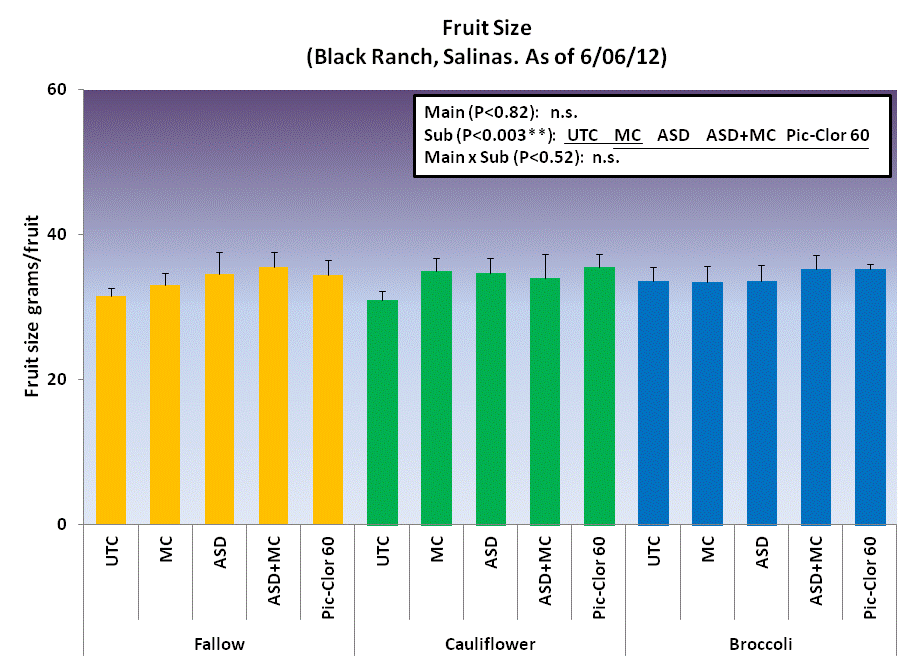 Fruit Size
(Black Ranch, Salinas. As of 6/06/12)
Main (P<0.82):  n.s.
Sub (P<0.003**):  UTC  MC  ASD  ASD+MC  Pic-Clor 60
Main x Sub (P<0.52):  n.s.
Fruit size grams/fruit
60
40
20
0
UTC
MC
ASD
ASD+MC
Pic-Clor 60
UTC
MC
ASD
ASD+MC
Pic-Clor 60
UTC
MC
ASD
ASD+MC
Pic-Clor 60
Fallow
Cauliflower
Broccoli